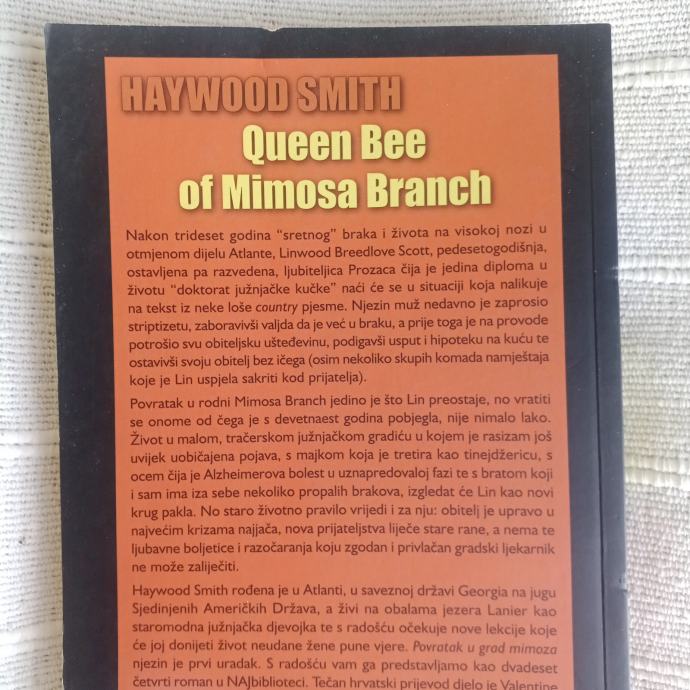 HAYWOOD SMITH
Queen Bee
of Mimosa Branch
Nakon trideset godina "sretnog" braka i života na visokoj nozi u
otmjenom dijelu Atlante, Linwood Breedlove Scott, pedesetogodišnja,
ostavljena pa razvedena, ljubiteljica Prozaca čija je jedina diploma u
životu "doktorat južnjačke kučke" naći će se u situaciji koja nalikuje
na tekst iz neke loše country pjesme. Njezin muž nedavno je zaprosio
striptizetu, zaboravivši valjda da je već u braku, a prije toga je na provode
potrošio svu obiteljsku ušteđevinu, podigavši usput i hipoteku na kuću te
ostavivši svoju obitelj bez ičega (osim nekoliko skupih komada namještaja
koje je Lin uspjela sakriti kod prijatelja).
Povratak u rodni Mimosa Branch jedino je što Lin preostaje, no vratiti
se onome od čega je s devetnaest godina pobjegla, nije nimalo lako.
Život u malom, tračerskom južnjačkom gradiću u kojem je rasizam još
uvijek uobičajena pojava, s majkom koja je tretira kao tinejdžericu, s
ocem čija je Alzheimerova bolest u uznapredovaloj fazi te s bratom koji
i sam ima iza sebe nekoliko propalih brakova, izgledat će Lin kao novi
krug pakla. No staro životno pravilo vrijedi i za nju: obitelj je upravo u
najvećim krizama najjača, nova prijateljstva liječe stare rane, a nema te
ljubavne boljetice i razočaranja koju zgodan i privlačan gradski ljekarnik
ne može zaliječiti.
Haywood Smith rođena je u Atlanti, u saveznoj državi Georgia na jugu
Sjedinjenih Američkih Država, a živi na obalama jezera Lanier kao
staromodna južnjačka djevojka te s radošću očekuje nove lekcije koje
će joj donijeti život neudane žene pune vjere. Povratak u grad mimoza
njezin je prvi uradak. S radošću vam ga predstavljamo kao dvadeset
četvrti roman u NAJbiblioteci. Tečan hrvatski prijevod djelo je Valentine